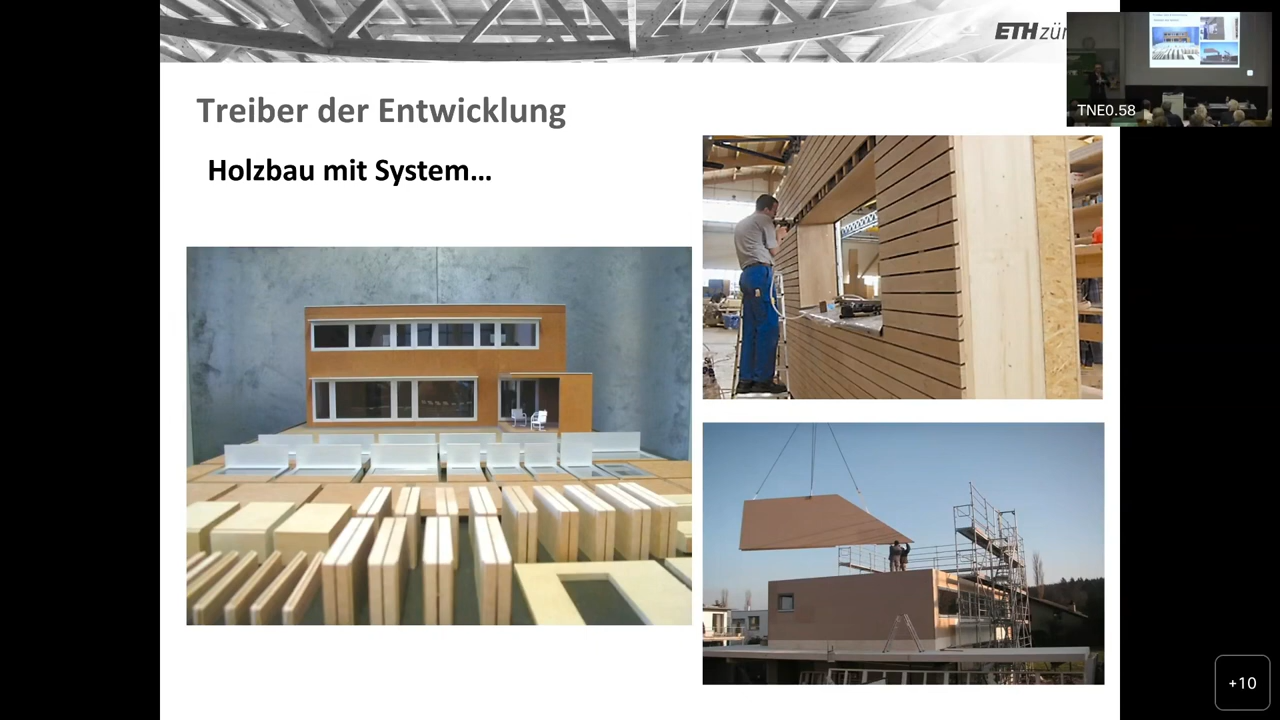 ETH zür
Treiber der Entwicklung
Holzbau mit System...
TNE0.58
+10